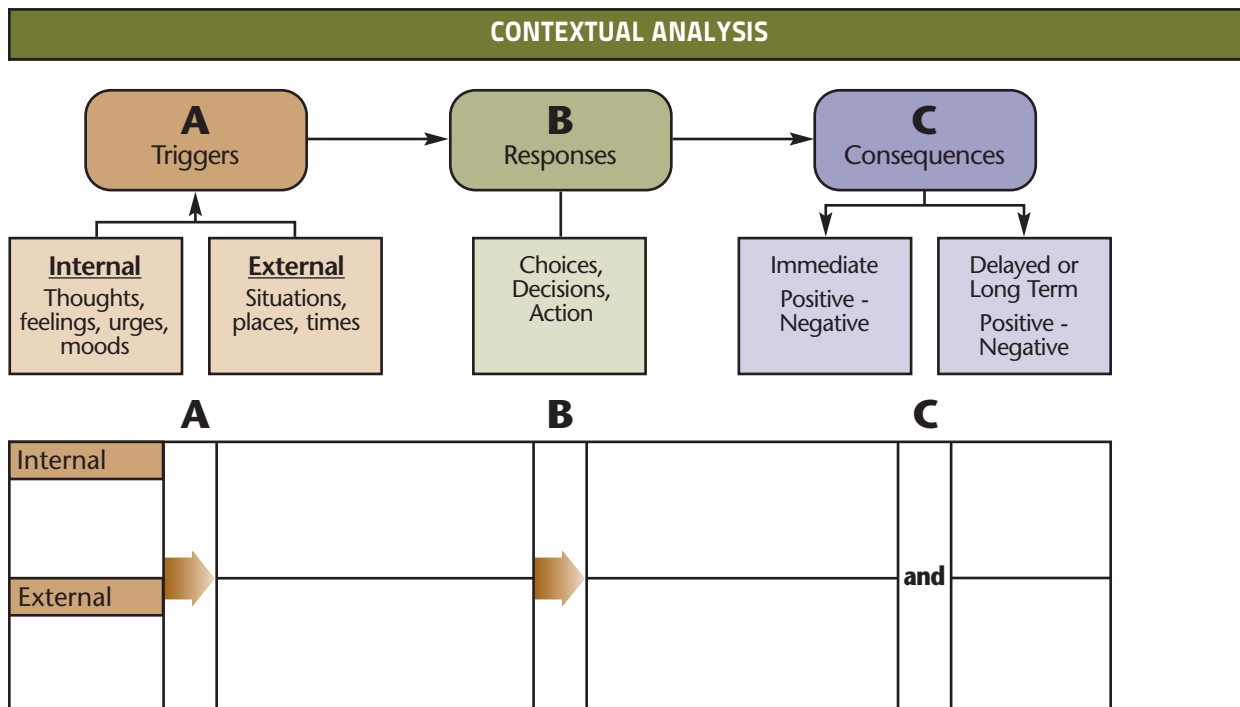 CONTEXTUAL ANALYSIS
A
Triggers
B
Responses
C
Consequences
Internal
Thoughts,
feelings, urges,
moods
External
Situations,
places, times
Choices,
Decisions,
Action
Immediate
Positive -
Negative
Delayed or
Long Term
Positive -
Negative
A
B
C
Internal
External
and